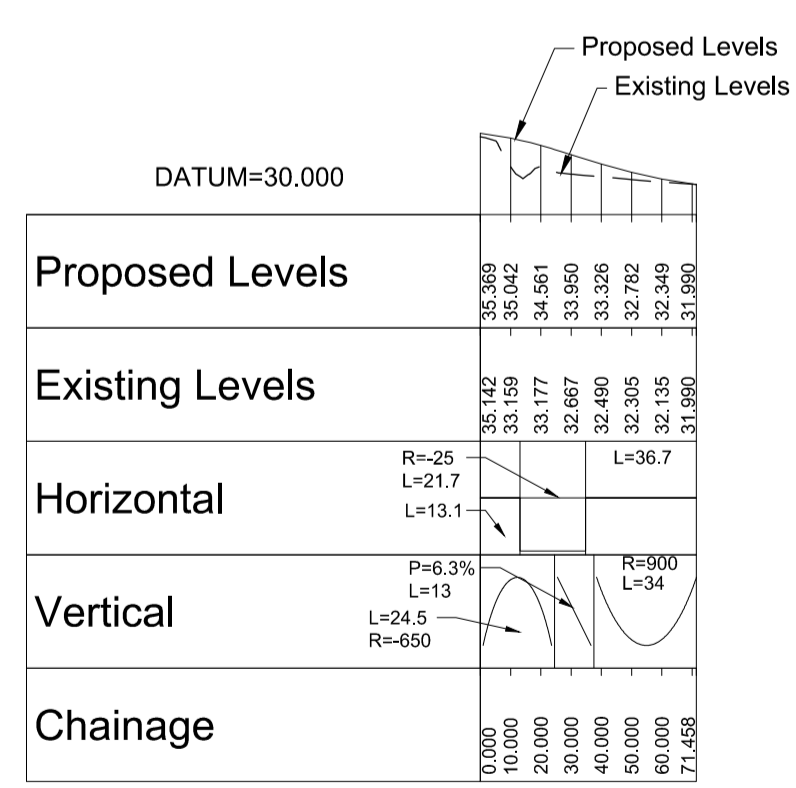 Proposed Levels
Existing Levels
DATUM=30.000
Proposed Levels
35.369
35.042
34.561
33.950
33.326
32.782
32.349
31.990
Existing Levels
35.142
33.159
33.177
32.667
32.490
32.305
32.135
31.990
Horizontal
R=-25
L=21.7
L=13.1
L=36.7
Vertical
P=6.3%
L=13
L=24.5
R=-650
R=900
L=34
Chainage
0.000
10.000
20.000
30.000
40.000
50.000
60.000
71.458